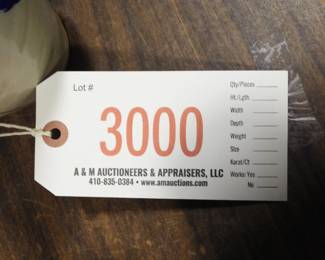 Lot #
3000
A & M AUCTIONEERS & APPRAISERS, LLC
410-835-0384 • www.amauctions.com
Qty/Pieces
Ht./Lgth
Width
Depth
Weight
Size
Karat/Ct
Works: Yes
No